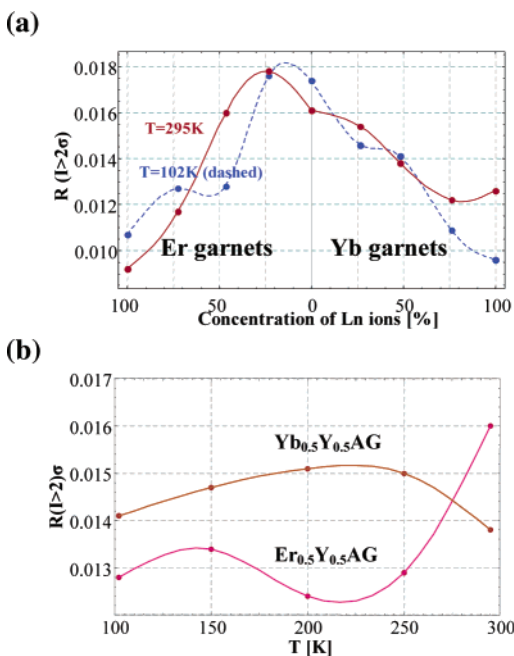 (a)
0.018
0.016
0.014
0.012
0.010
R (I>2σ)
T=295K
T=102K (dashed)
Er garnets
Yb garnets
100
50
0
50
100
Concentration of Ln ions [%]
(b)
0.017
0.016
0.015
0.014
0.013
R(I>2)σ
Yb0.5Y0.5AG
Er0.5Y0.5AG
100
150
200
250
300
T [K]